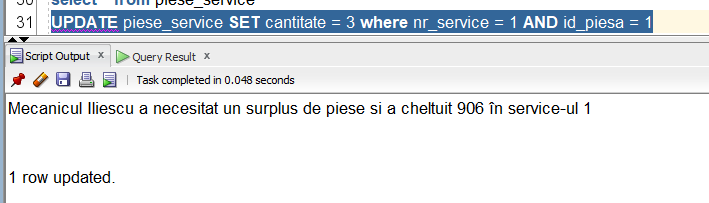 30 select * from piese_service
31 UPDATE piese_service SET cantitate = 3 where nr_service = 1 AND id_piesa = 1
Script Output x Query Result x
Task completed in 0.048 seconds
Mecanicul Iliescu a necesitat un surplus de piese si a cheltuit 906 în service-ul 1
1 row updated.